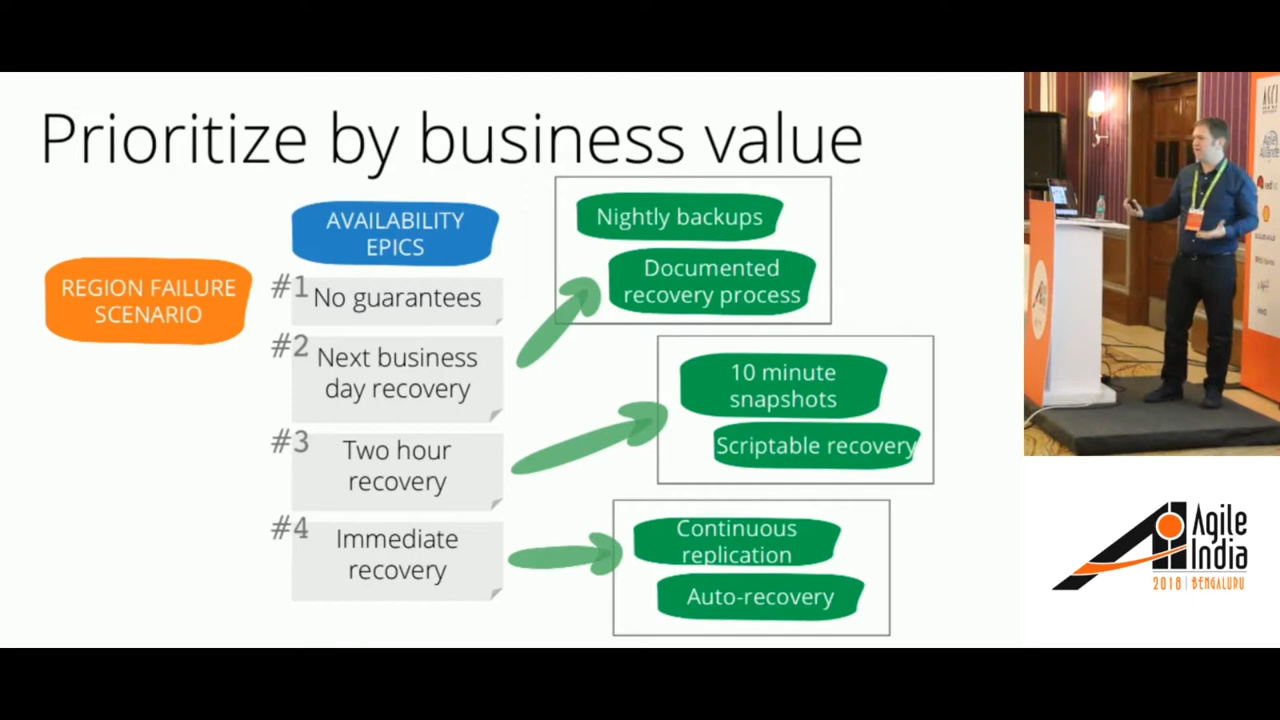 Prioritize by business value
REGION FAILURE
SCENARIO
AVAILABILITY
EPICS
#1
No guarantees
#2
Next business
day recovery
#3
Two hour
recovery
#4
Immediate
recovery
Nightly backups
Documented
recovery process
10 minute
snapshots
Scriptable recovery
Continuous
replication
Auto-recovery
Agile
India
2018 | BENGALURU